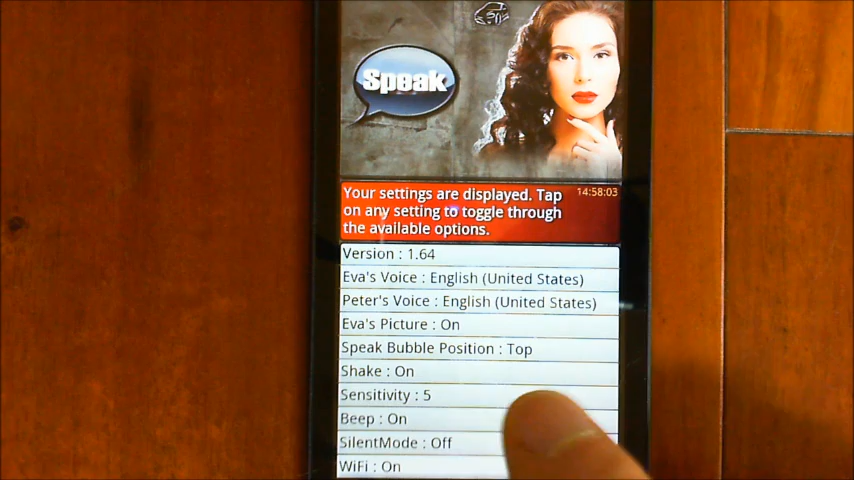 Speak
Your settings are displayed. Tap
on any setting to toggle through
the available options.
14:58:03
Version : 1.64
Eva's Voice : English (United States)
Peter's Voice : English (United States)
Eva's Picture : On
Speak Bubble Position : Top
Shake : On
Sensitivity : 5
Beep : On
SilentMode : Off
WiFi : On